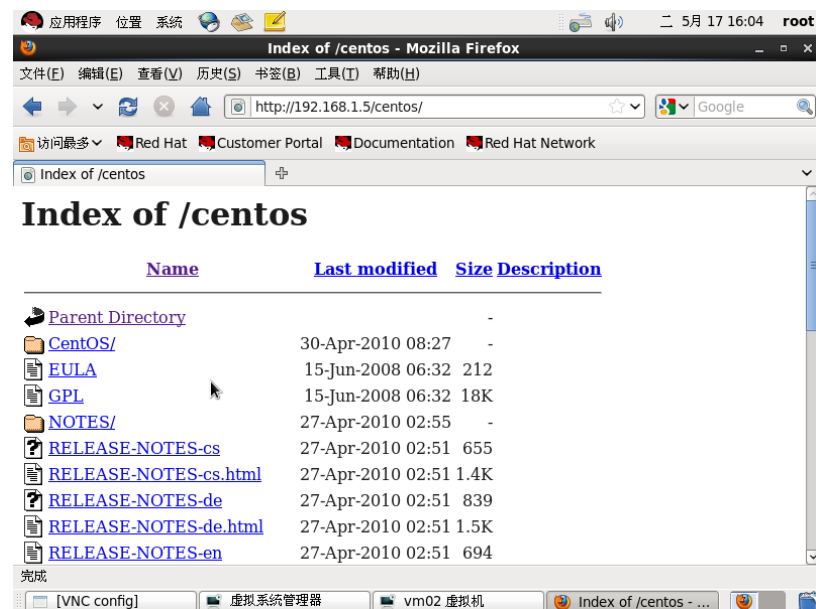 应用程序 位置 系统 二 5月 17 16:04 root
Index of /centos - Mozilla Firefox
文件(F) 编辑(E) 查看(V) 历史(S) 书签(B) 工具(T) 帮助(H)
http://192.168.1.5/centos/ Google
访问最多 Red Hat Customer Portal Documentation Red Hat Network
Index of /centos
Index of /centos
Name Last modified Size Description
Parent Directory -
CentOS/ 30-Apr-2010 08:27 -
EULA 15-Jun-2008 06:32 212
GPL 15-Jun-2008 06:32 18K
NOTES/ 27-Apr-2010 02:55 -
RELEASE-NOTES-cs 27-Apr-2010 02:51 655
RELEASE-NOTES-cs.html 27-Apr-2010 02:51 1.4K
RELEASE-NOTES-de 27-Apr-2010 02:51 839
RELEASE-NOTES-de.html 27-Apr-2010 02:51 1.5K
RELEASE-NOTES-en 27-Apr-2010 02:51 694
完成
[VNC config] 虚拟系统管理器 vm02 虚拟机 Index of /centos - ...